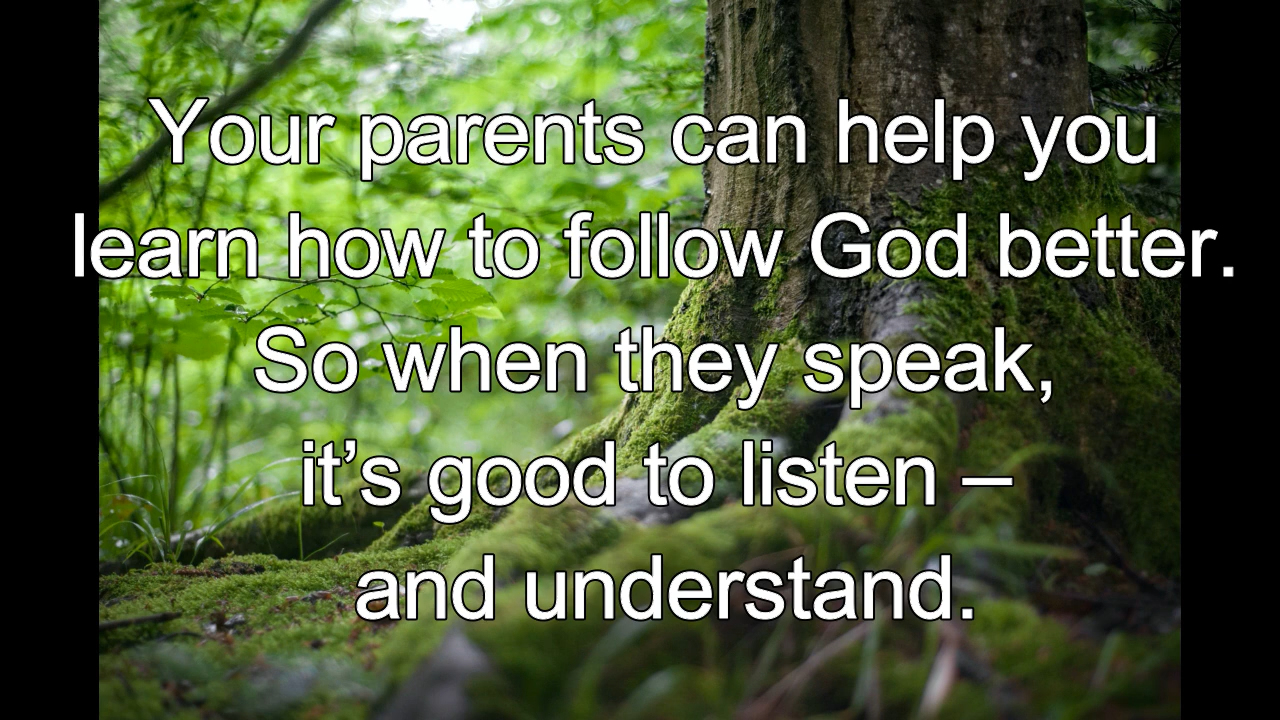 Your parents can help you
learn how to follow God better.
So when they speak,
it’s good to listen –
and understand.